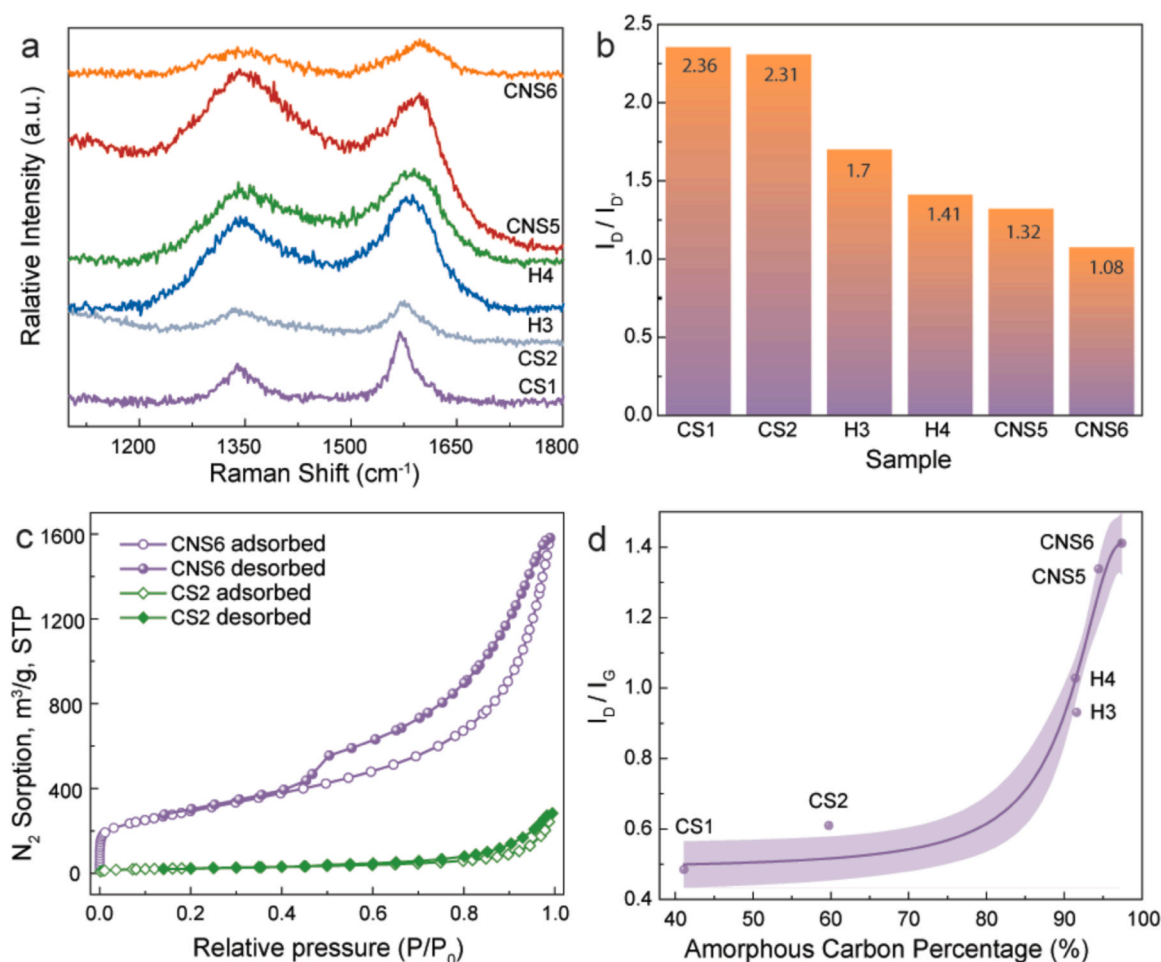 a
Ralative Intensity (a.u.)
CNS6
CNS5
H4
H3
CS2
CS1
1200 1350 1500 1650 1800
Raman Shift (cm⁻¹)
b
I_D / I_D'
2.5
2.0
1.5
1.0
0.5
0.0
2.36
2.31
1.7
1.41
1.32
1.08
CS1 CS2 H3 H4 CNS5 CNS6
Sample
c
N₂ Sorption, m³/g, STP
1600
1200
800
400
0
CNS6 adsorbed
CNS6 desorbed
CS2 adsorbed
CS2 desorbed
0.0 0.2 0.4 0.6 0.8 1.0
Relative pressure (P/P₀)
d
I_D / I_G
1.4
1.2
1.0
0.8
0.6
0.4
CNS6
CNS5
H4
H3
CS2
CS1
40 50 60 70 80 90 100
Amorphous Carbon Percentage (%)